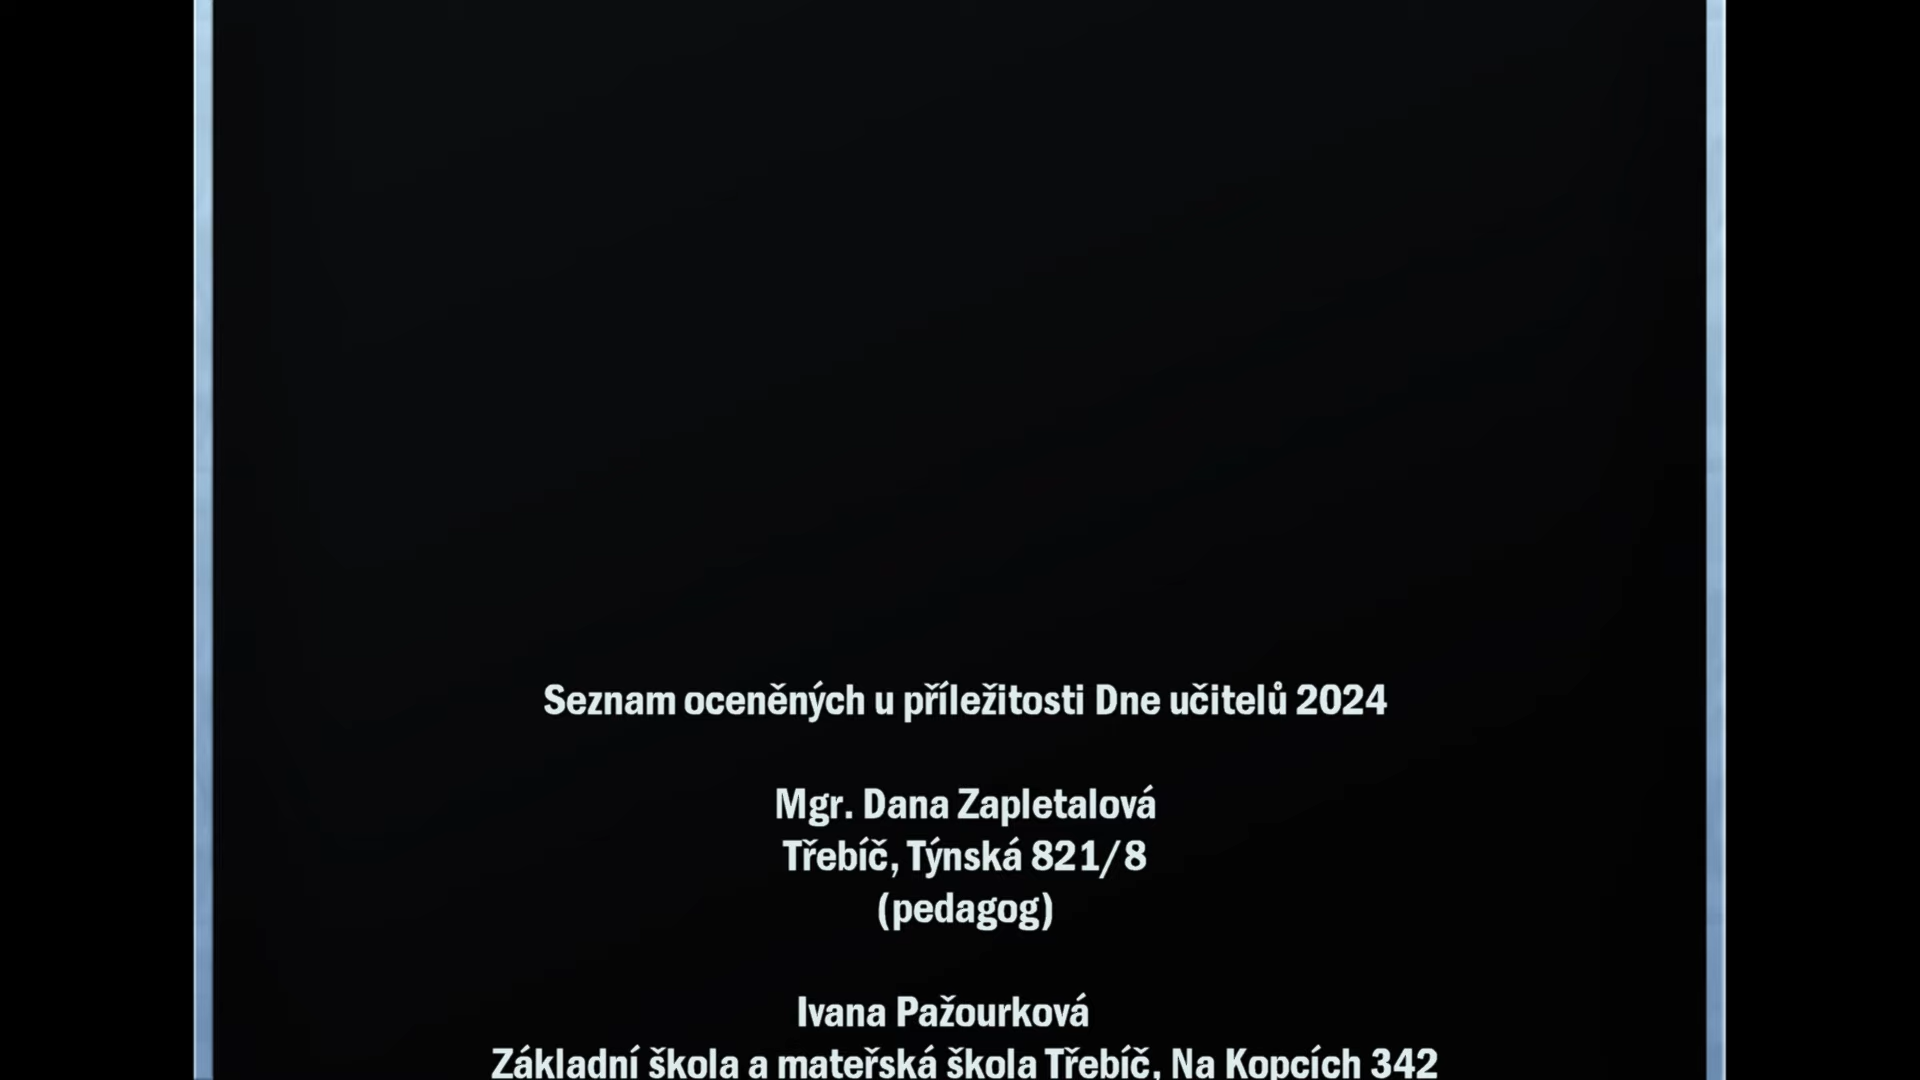 Seznam oceněných u příležitosti Dne učitelů 2024
Mgr. Dana Zapletalová
Třebíč, Týnská 821/8
(pedagog)
Ivana Pažourková
Základní škola a mateřská škola Třebíč, Na Kopcích 342